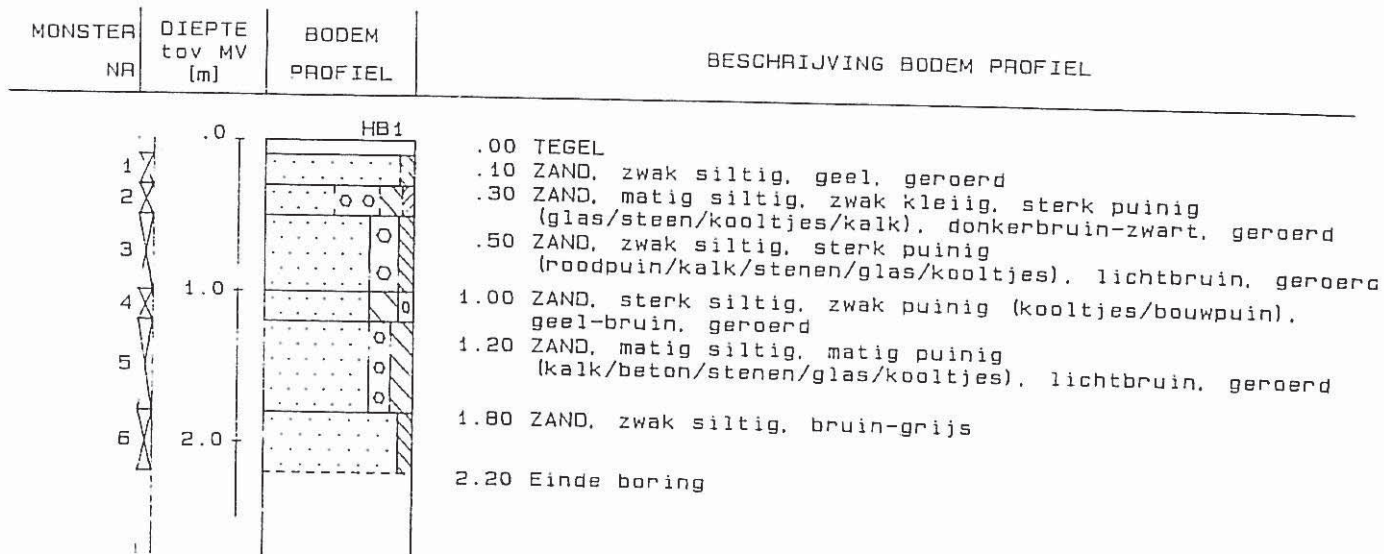 MONSTER NR
DIEPTE tov MV [m]
BODEM PROFIEL
BESCHRIJVING BODEM PROFIEL
HB1
.0
1.0
2.0
1
2
3
4
5
6
.00 TEGEL
.10 ZAND, zwak siltig, geel, geroerd
.30 ZAND, matig siltig, zwak kleiig, sterk puinig
(glas/steen/kooltjes/kalk), donkerbruin-zwart, geroerd
.50 ZAND, zwak siltig, sterk puinig
(roodpuin/kalk/stenen/glas/kooltjes), lichtbruin, geroerd
1.00 ZAND, sterk siltig, zwak puinig (kooltjes/bouwpuin),
geel-bruin, geroerd
1.20 ZAND, matig siltig, matig puinig
(kalk/beton/stenen/glas/kooltjes), lichtbruin, geroerd
1.80 ZAND, zwak siltig, bruin-grijs
2.20 Einde boring